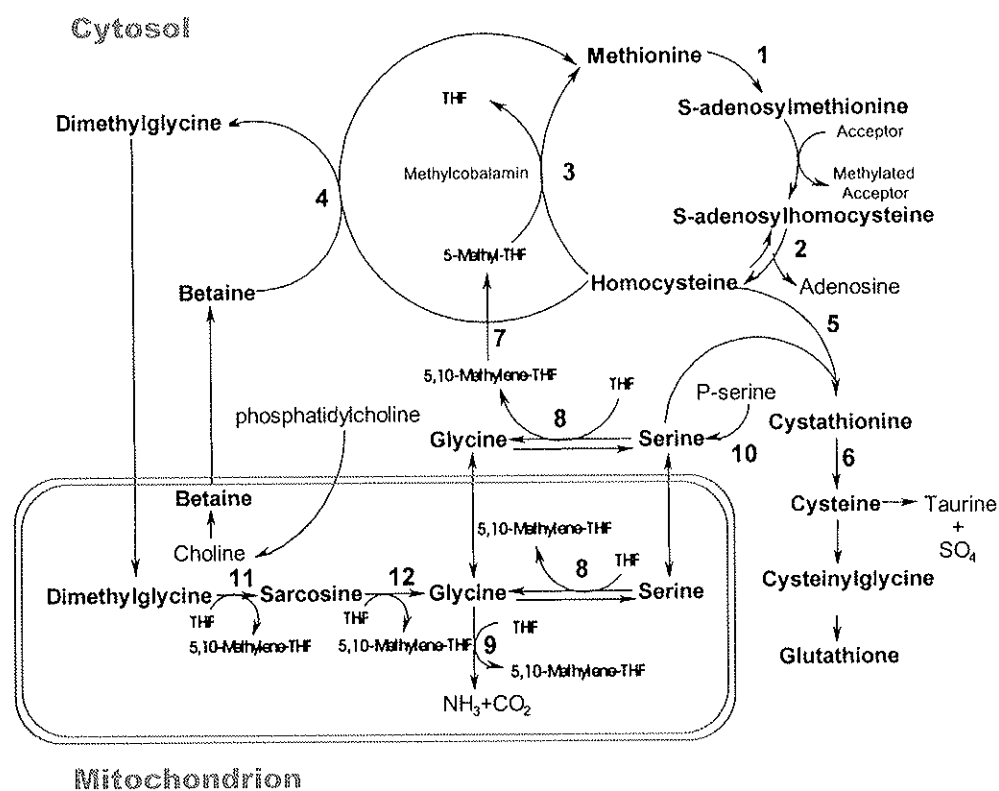 Cytosol
Methionine
1
THF
S-adenosylmethionine
Dimethylglycine
Acceptor
Methylcobalamin
3
Methylated
Acceptor
4
S-adenosylhomocysteine
2
5-Methyl-THF
Homocysteine
Adenosine
Betaine
5
7
5,10-Methylene-THF
THF
P-serine
phosphatidylcholine
8
Glycine
Serine
10
Cystathionine
6
Betaine
Cysteine
Taurine
+
SO4
5,10-Methylene-THF
Choline
8
THF
11
12
Dimethylglycine
Sarcosine
Glycine
Serine
Cysteinylglycine
THF
THF
THF
5,10-Methylene-THF
5,10-Methylene-THF
9
5,10-Methylene-THF
Glutathione
NH3+CO2
Mitochondrion